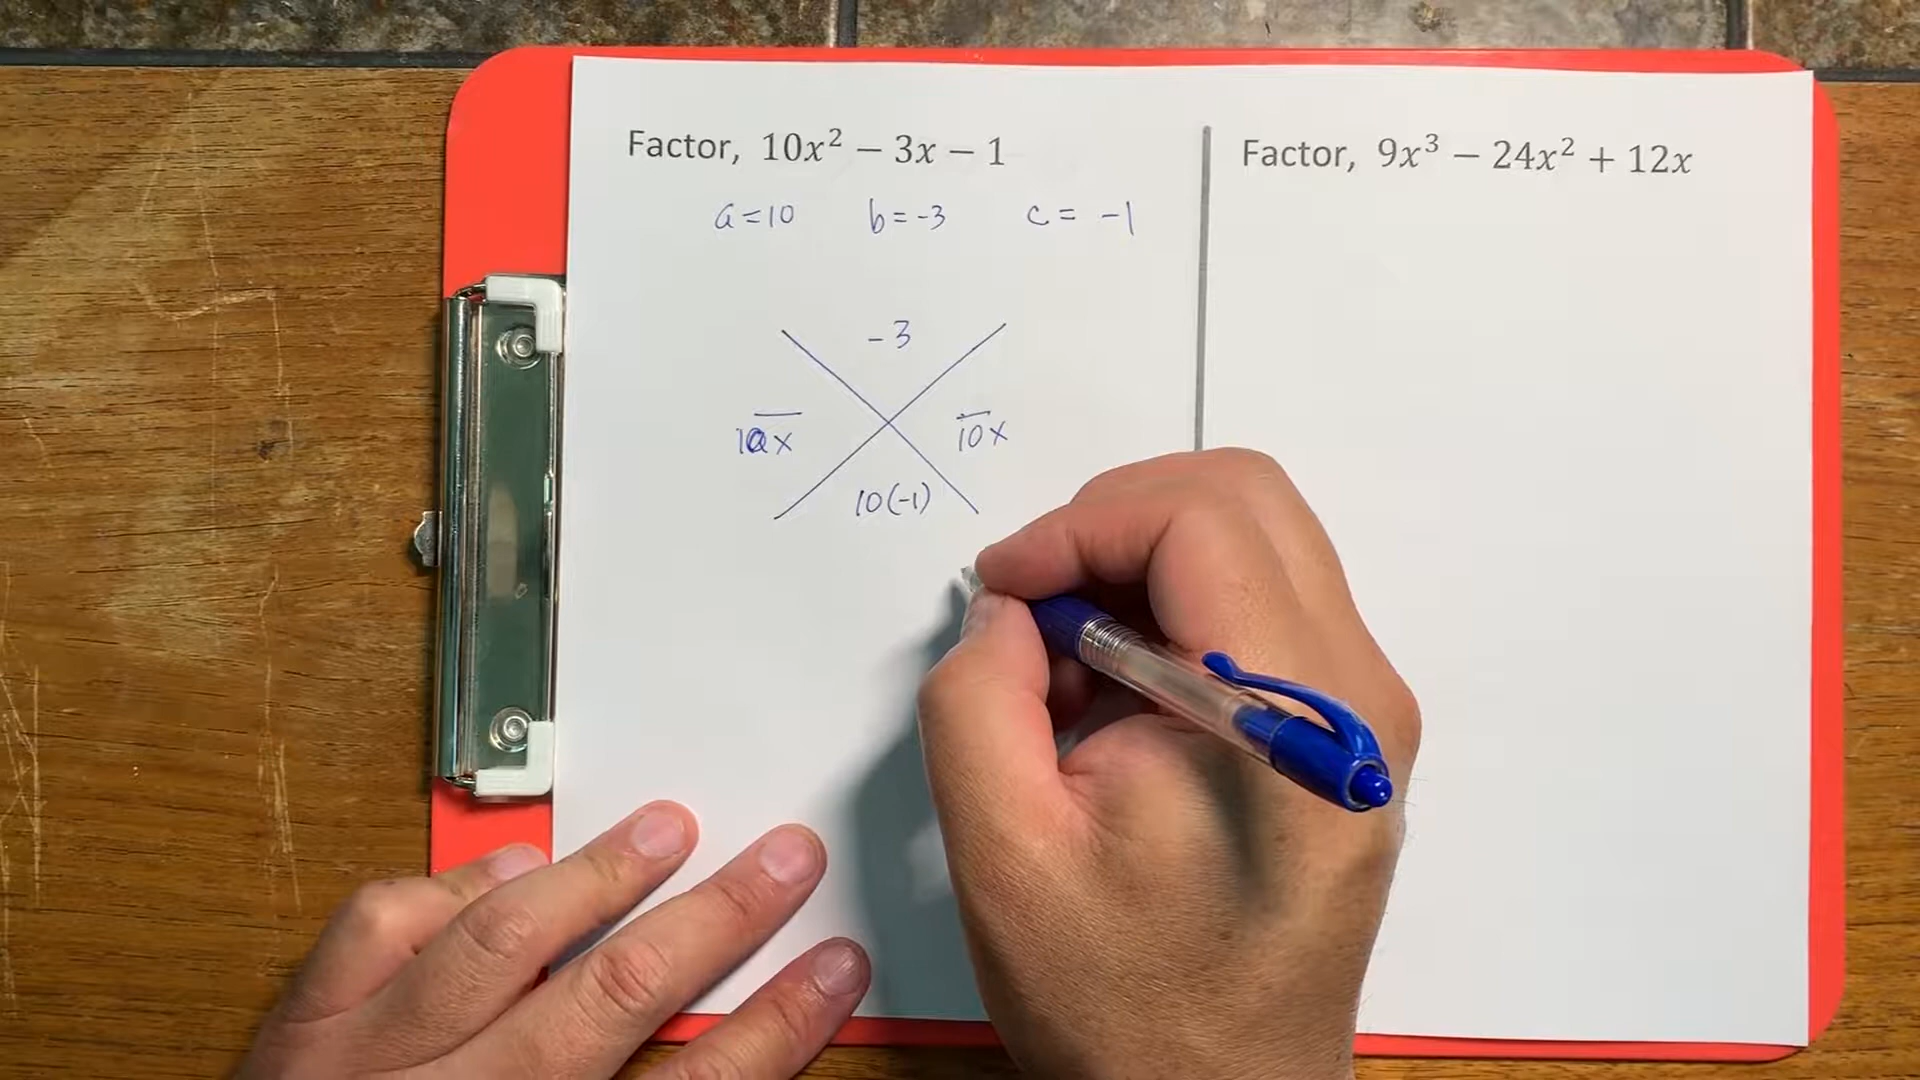 Factor, 10x² − 3x − 1
a=10 b=-3 c= -1
-3
10x 10x
10(-1)
Factor, 9x³ − 24x² + 12x